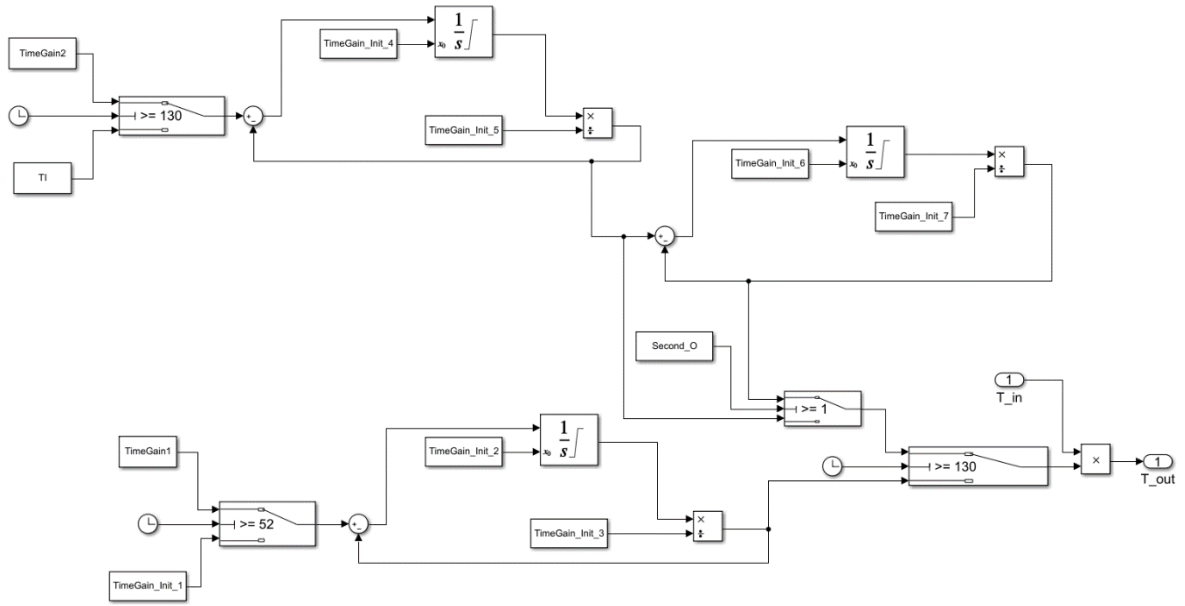 TimeGain2
>= 130
TI
TimeGain_Init_4
1
s
x₀
TimeGain_Init_5
×
÷
+
−
TimeGain_Init_6
1
s
x₀
TimeGain_Init_7
×
÷
+
−
Second_O
>= 1
1
T_in
TimeGain1
>= 52
TimeGain_Init_1
+
−
TimeGain_Init_2
1
s
x₀
TimeGain_Init_3
×
÷
>= 130
×
1
T_out